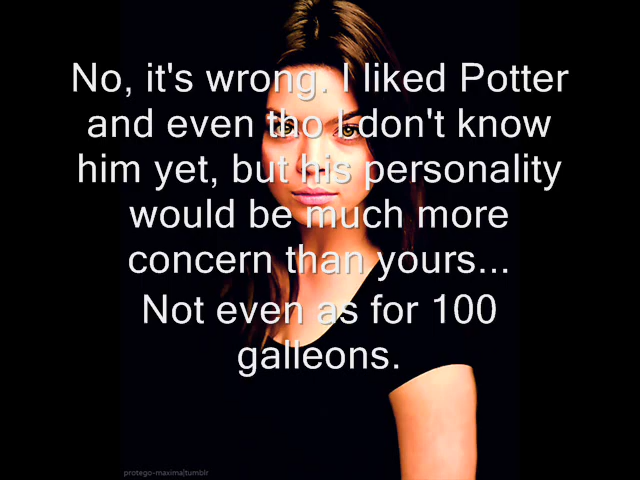 No, it's wrong. I liked Potter
and even tho I don't know
him yet, but his personality
would be much more
concern than yours...
Not even as for 100
galleons.
protego-maxima|tumblr